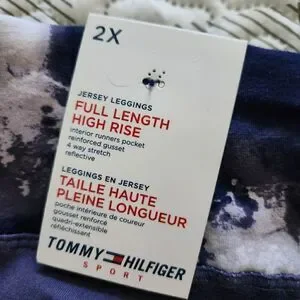 2X
JERSEY LEGGINGS
FULL LENGTH
HIGH RISE
interior runners pocket
reinforced gusset
4 way stretch
reflective
LEGGINGS EN JERSEY
TAILLE HAUTE
PLEINE LONGUEUR
poche intérieure de coureur
gousset renforcé
quadri-extensible
réfléchissent
TOMMY HILFIGER
SPORT